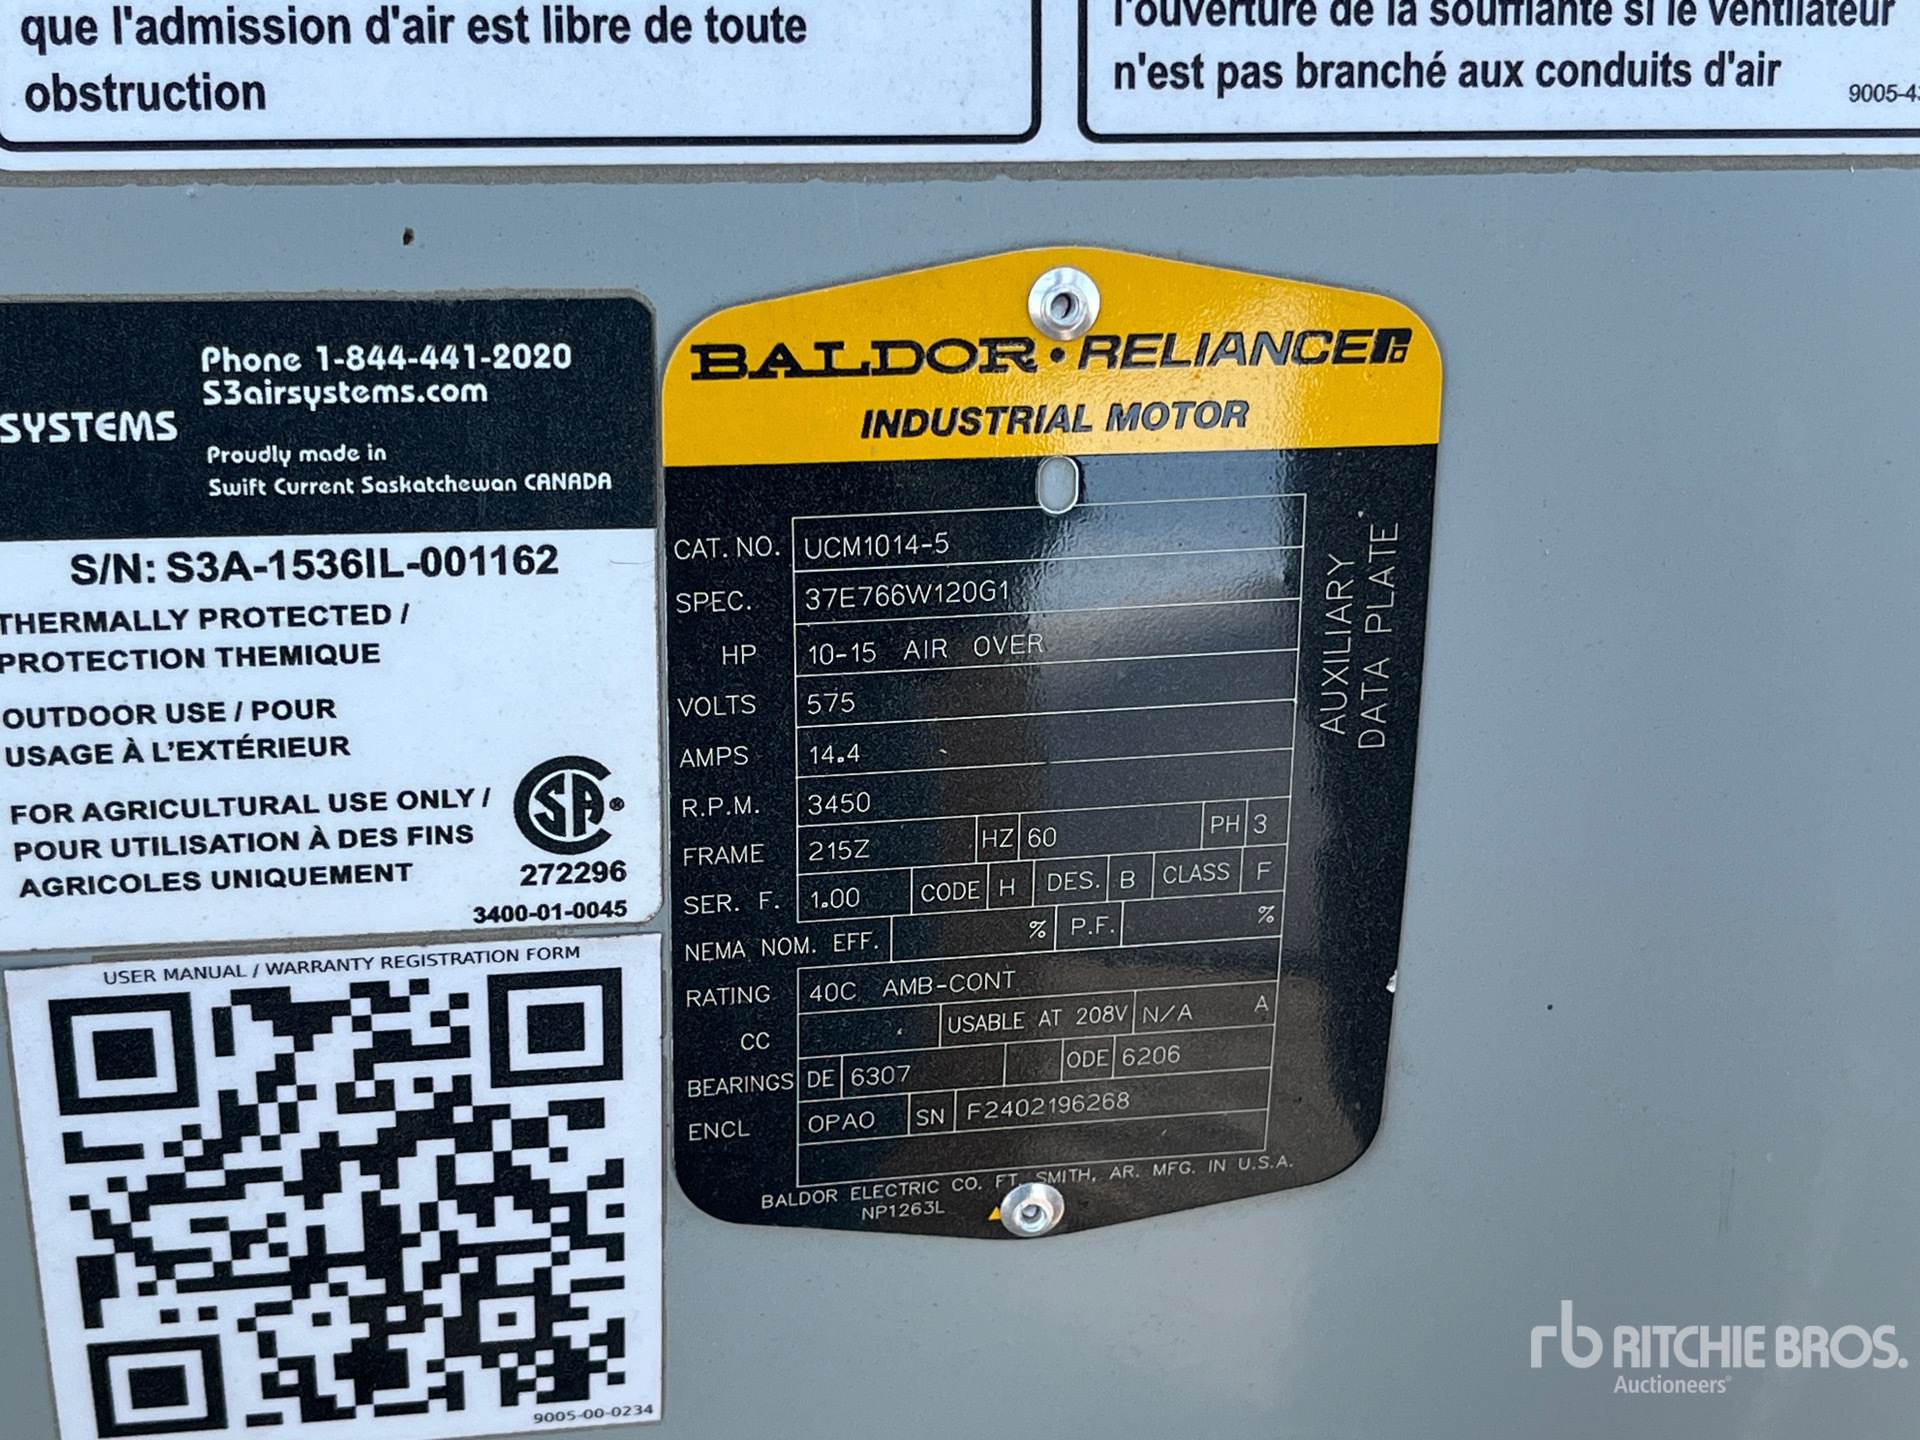 que l'admission d'air est libre de toute
obstruction
l'ouverture de la soufflante si le ventilateur
n'est pas branché aux conduits d'air
SYSTEMS
Phone 1-844-441-2020
S3airsystems.com
Proudly made in
Swift Current Saskatchewan CANADA
S/N: S3A-1536IL-001162
THERMALLY PROTECTED /
PROTECTION THEMIQUE
OUTDOOR USE / POUR
USAGE À L'EXTÉRIEUR
FOR AGRICULTURAL USE ONLY /
POUR UTILISATION À DES FINS
AGRICOLES UNIQUEMENT
SA ®
272296
3400-01-0045
USER MANUAL / WARRANTY REGISTRATION FORM
9005-00-0234
BALDOR • RELIANCE
INDUSTRIAL MOTOR
AUXILIARY
DATA PLATE
CAT. NO. UCM1014-5
SPEC. 37E766W120G1
HP 10-15 AIR OVER
VOLTS 575
AMPS 14.4
R.P.M. 3450
FRAME 215Z HZ 60 PH 3
SER. F. 1.00 CODE H DES. B CLASS F
NEMA NOM. EFF. % P.F. %
RATING 40C AMB-CONT
CC USABLE AT 208V N/A A
BEARINGS DE 6307 ODE 6206
ENCL OPAO SN F2402196268
BALDOR ELECTRIC CO. FT. SMITH, AR. MFG. IN U.S.A.
NP1263L
rb RITCHIE BROS.
Auctioneers